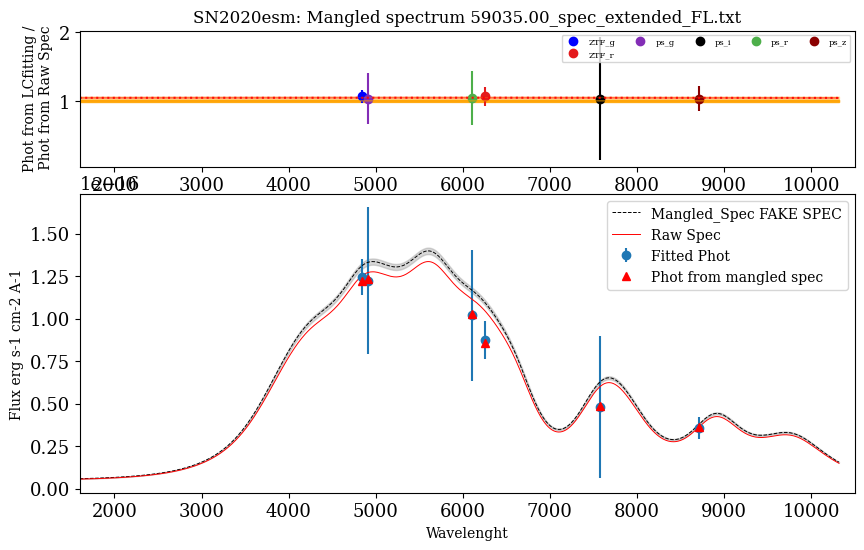 SN2020esm: Mangled spectrum 59035.00_spec_extended_FL.txt
Phot from LCfitting /
Phot from Raw Spec
2
1
ZTF_g
ZTF_r
ps_g
ps_i
ps_r
ps_z
2000 3000 4000 5000 6000 7000 8000 9000 10000
1e−16
Flux erg s-1 cm-2 A-1
1.50
1.25
1.00
0.75
0.50
0.25
0.00
Mangled_Spec FAKE SPEC
Raw Spec
Fitted Phot
Phot from mangled spec
2000 3000 4000 5000 6000 7000 8000 9000 10000
Wavelenght